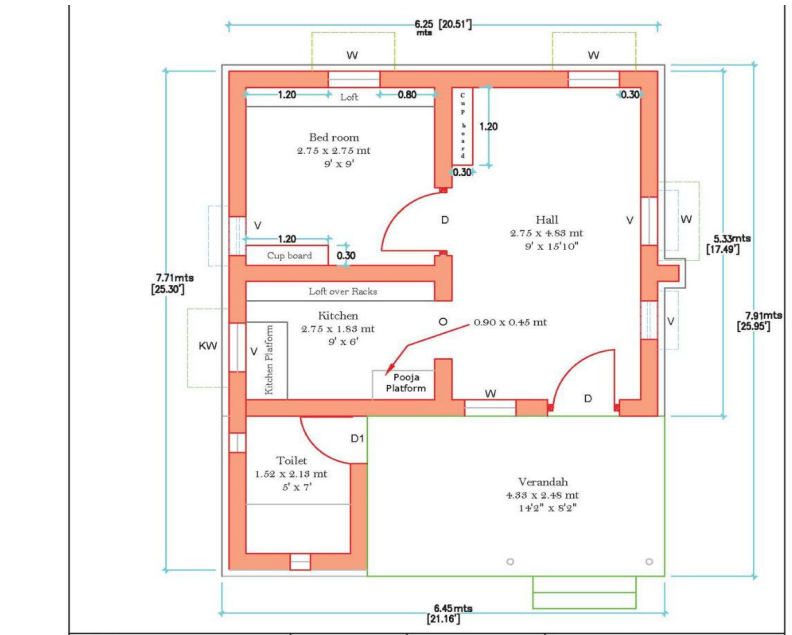 6.25 [20.51']
mts
W
W
1.20
Loft
0.80
0.30
Cup board
1.20
0.30
Bed room
2.75 x 2.75 mt
9' x 9'
D
V
1.20
Cup board
0.30
Hall
2.75 x 4.83 mt
9' x 15'10"
V
W
5.33mts
[17.49']
7.71mts
[25.30']
7.91mts
[25.95']
Loft over Racks
Kitchen
2.75 x 1.83 mt
9' x 6'
O
0.90 x 0.45 mt
V
KW
V
Kitchen Platform
Pooja
Platform
W
D
D1
Toilet
1.52 x 2.13 mt
5' x 7'
Verandah
4.33 x 2.48 mt
14'2" x 8'2"
6.45mts
[21.16']